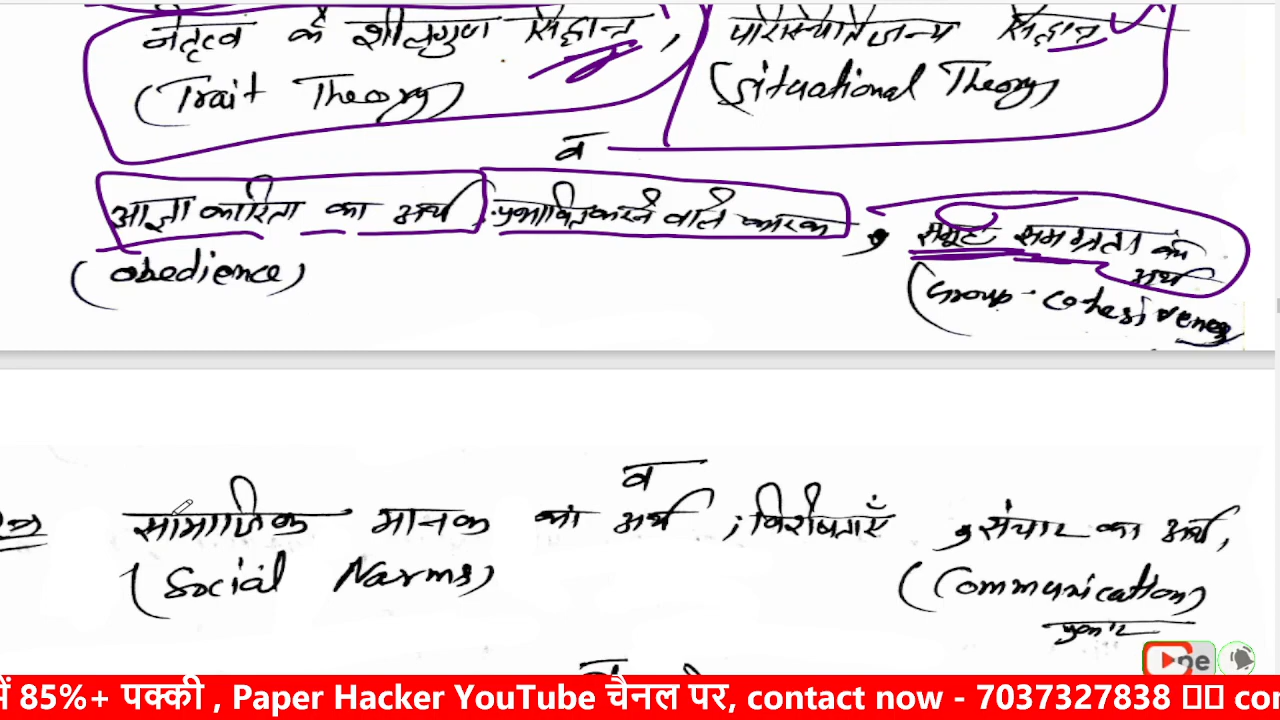 नेतृत्व के शीलगुण सिद्धान्त , परिस्थितिजन्य सिद्धान्त
(Trait Theory) (Situational Theory)
व
आज्ञाकारिता का अर्थ प्रभावित करने वाले कारक , समूह समग्रता का अर्थ
(obedience) (Group-Cohesiveness
व
सामाजिक मानक का अर्थ , विशेषताएँ , संचार का अर्थ,
(Social Norms) (Communication)
में 85%+ पक्की , Paper Hacker YouTube चैनल पर, contact now - 7037327838 con